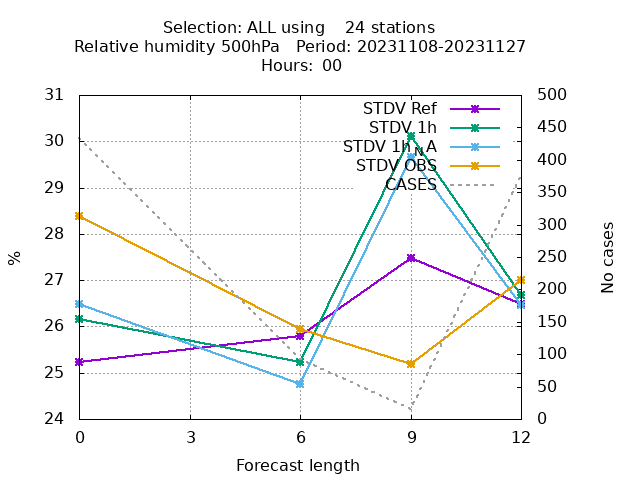 Selection: ALL using    24 stations
Relative humidity 500hPa   Period: 20231108-20231127
Hours: 00
STDV Ref
STDV 1h
STDV 1h_NA
STDV OBS
CASES
31
30
29
28
27
26
25
24
500
450
400
350
300
250
200
150
100
50
0
%
No cases
0 3 6 9 12
Forecast length